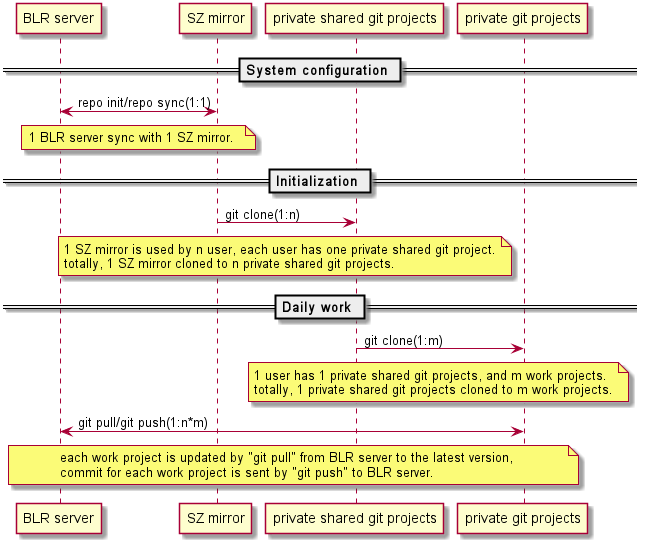 BLR server
SZ mirror
private shared git projects
private git projects
System configuration
repo init/repo sync(1:1)
1 BLR server sync with 1 SZ mirror.
Initialization
git clone(1:n)
1 SZ mirror is used by n user, each user has one private shared git project.
totally, 1 SZ mirror cloned to n private shared git projects.
Daily work
git clone(1:m)
1 user has 1 private shared git projects, and m work projects.
totally, 1 private shared git projects cloned to m work projects.
git pull/git push(1:n*m)
each work project is updated by "git pull" from BLR server to the latest version,
commit for each work project is sent by "git push" to BLR server.
BLR server
SZ mirror
private shared git projects
private git projects